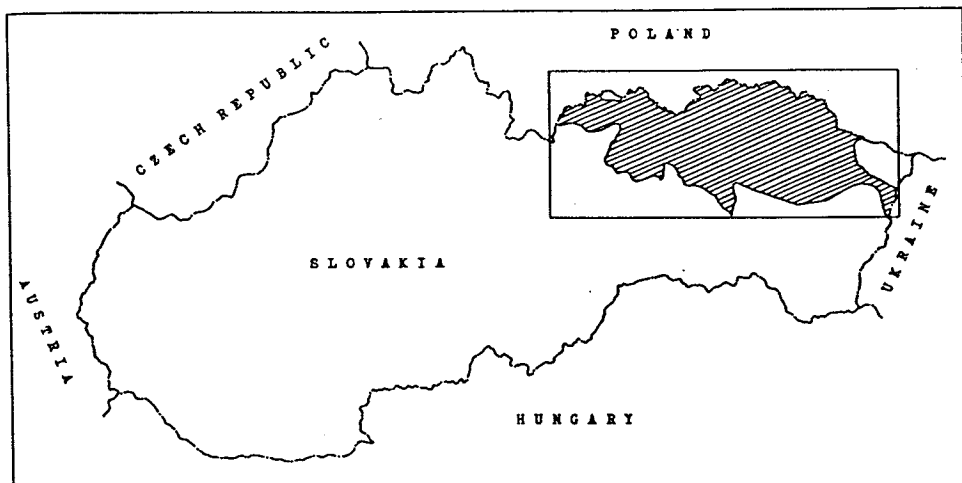 POLAND
CZECH REPUBLIC
SLOVAKIA
UKRAINE
AUSTRIA
HUNGARY